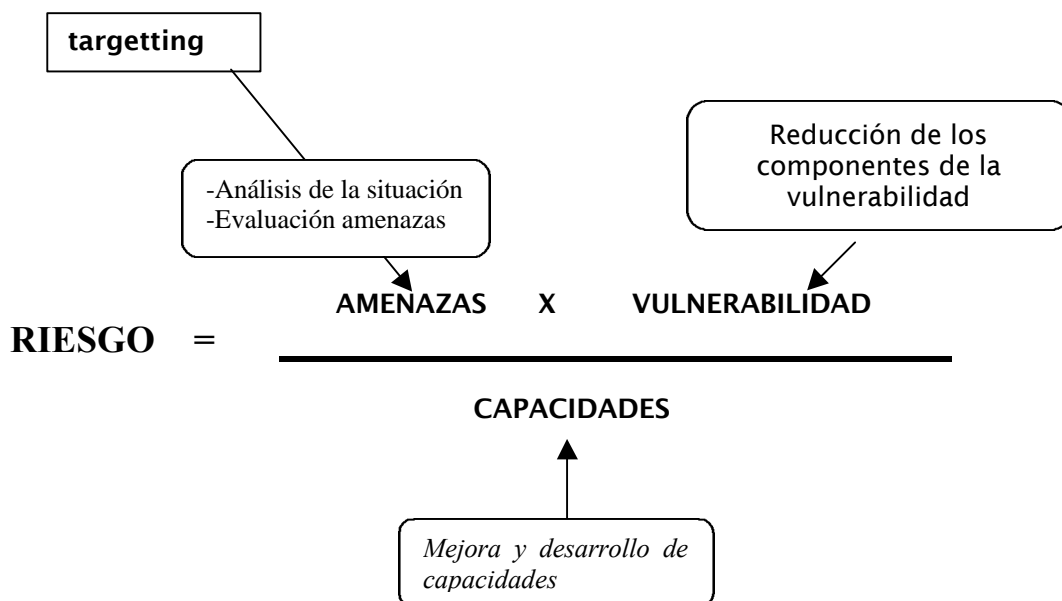 targetting
Reducción de los
componentes de la
vulnerabilidad
-Análisis de la situación
-Evaluación amenazas
AMENAZAS X VULNERABILIDAD
RIESGO =
CAPACIDADES
Mejora y desarrollo de
capacidades